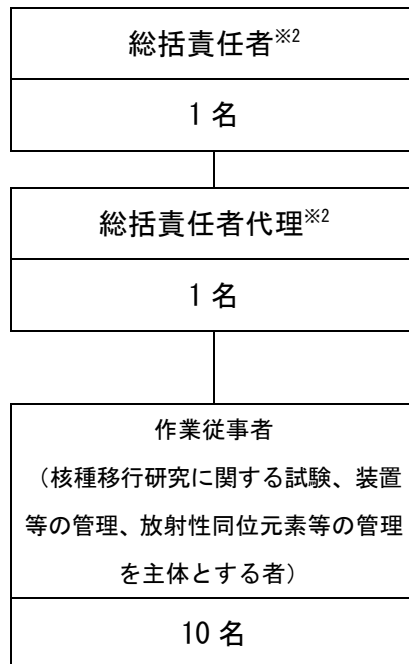 総括責任者※2
1 名
総括責任者代理※2
1 名
作業従事者
（核種移行研究に関する試験、装置
等の管理、放射性同位元素等の管理
を主体とする者）
10 名